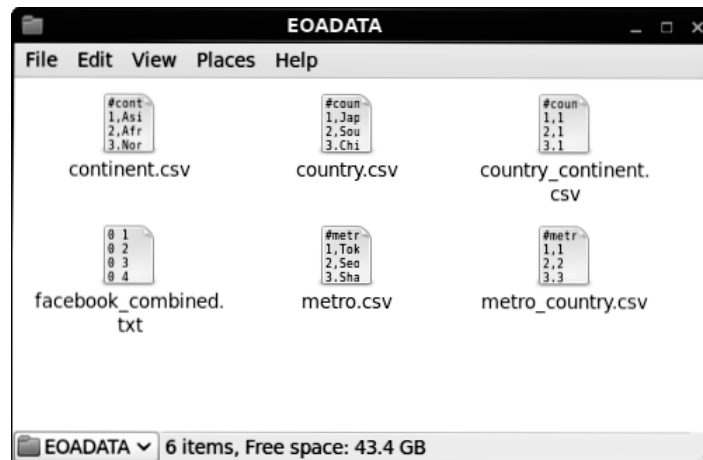 EOADATA
File Edit View Places Help
#cont
1,Asi
2,Afr
3.Nor
continent.csv
#coun
1,Jap
2,Sou
3.Chi
country.csv
#coun
1,1
2,1
3.1
country_continent.
csv
0 1
0 2
0 3
0 4
facebook_combined.
txt
#metr
1,Tok
2,Seo
3.Sha
metro.csv
#metr
1,1
2,2
3.3
metro_country.csv
EOADATA 6 items, Free space: 43.4 GB